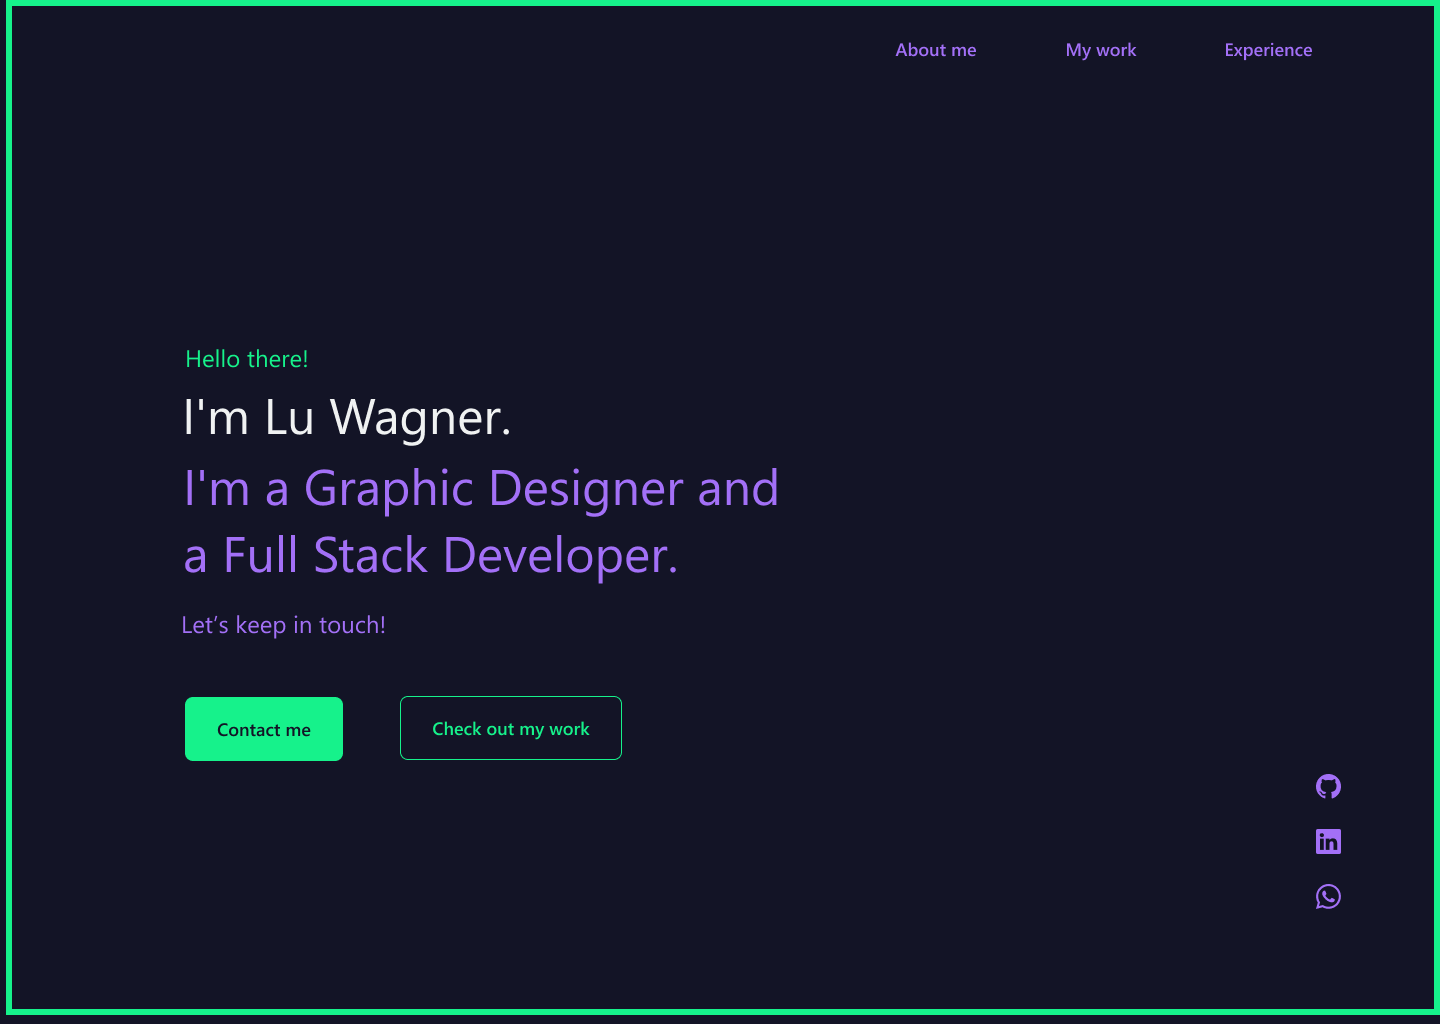 About me
My work
Experience
Hello there!
I'm Lu Wagner.
I'm a Graphic Designer and
a Full Stack Developer.
Let’s keep in touch!
Contact me
Check out my work
in